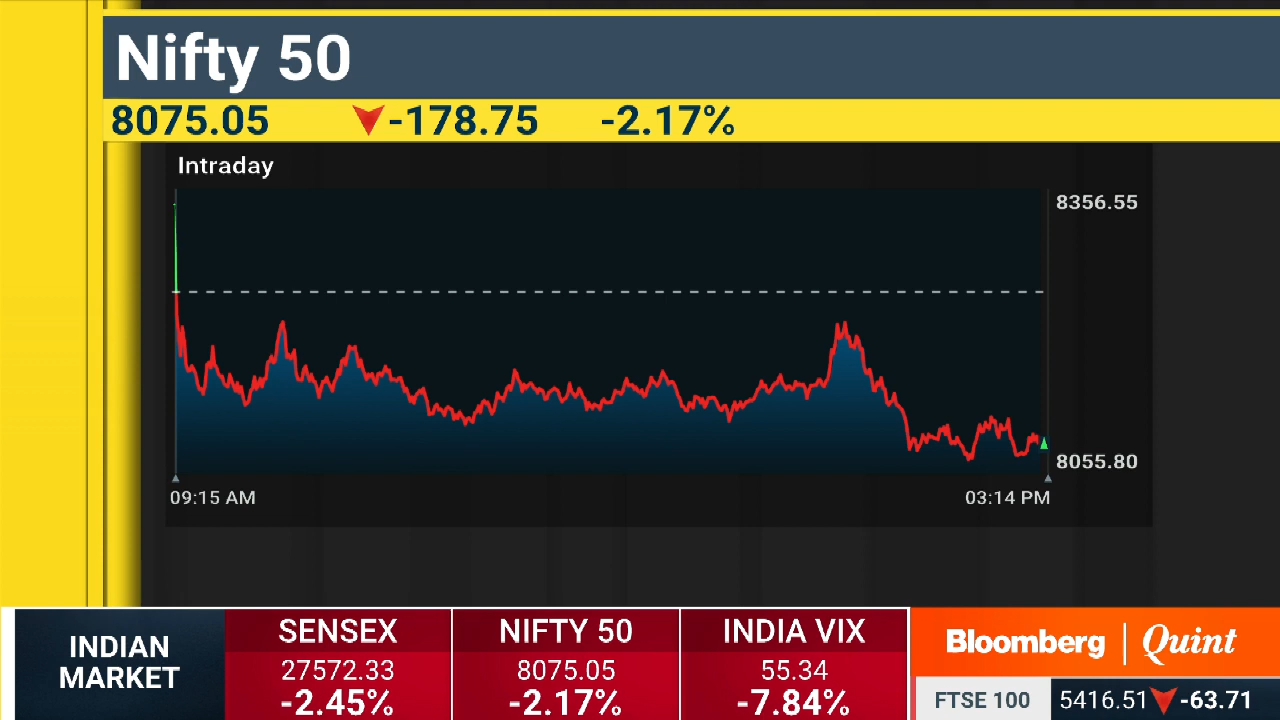 Nifty 50
8075.05 -178.75 -2.17%
Intraday
8356.55
8055.80
09:15 AM 03:14 PM
INDIAN
MARKET
SENSEX
27572.33
-2.45%
NIFTY 50
8075.05
-2.17%
INDIA VIX
55.34
-7.84%
Bloomberg | Quint
FTSE 100 5416.51 -63.71